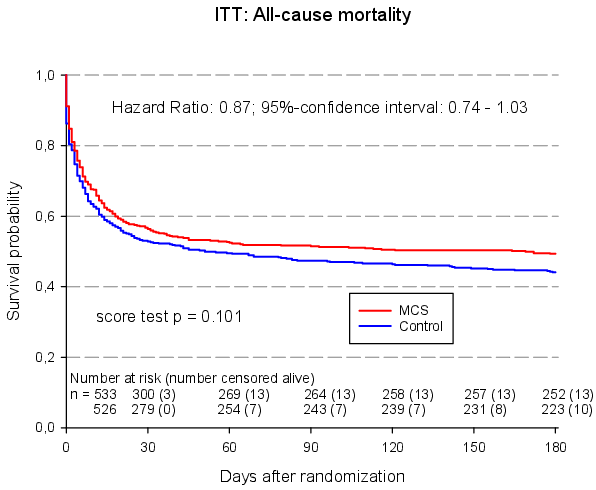 ITT: All-cause mortality
1,0
Hazard Ratio: 0.87; 95%-confidence interval: 0.74 - 1.03
0,8
Survival probability
0,6
0,4
score test p = 0.101
MCS
Control
0,2
Number at risk (number censored alive)
n = 533 300 (3) 269 (13) 264 (13) 258 (13) 257 (13) 252 (13)
526 279 (0) 254 (7) 243 (7) 239 (7) 231 (8) 223 (10)
0,0
0 30 60 90 120 150 180
Days after randomization